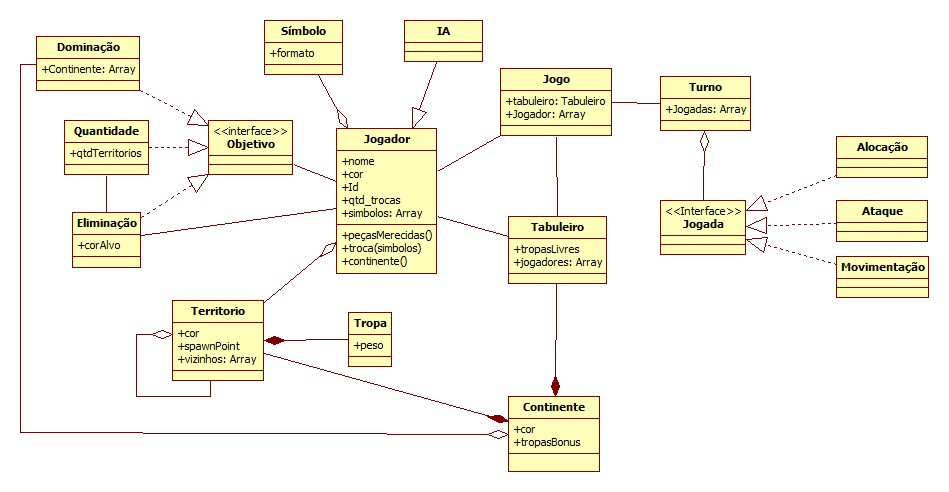 Dominação
+Continente: Array
Símbolo
+formato
IA
Jogo
+tabuleiro: Tabuleiro
+Jogador: Array
Turno
+Jogadas: Array
Quantidade
+qtdTerritorios
<<interface>>
Objetivo
Jogador
+nome
+cor
+Id
+qtd_trocas
+simbolos: Array
+peçasMerecidas()
+troca(simbolos)
+continente()
Alocação
Eliminação
+corAlvo
Tabuleiro
+tropasLivres
+jogadores: Array
<<Interface>>
Jogada
Ataque
Movimentação
Territorio
+cor
+spawnPoint
+vizinhos: Array
Tropa
+peso
Continente
+cor
+tropasBonus